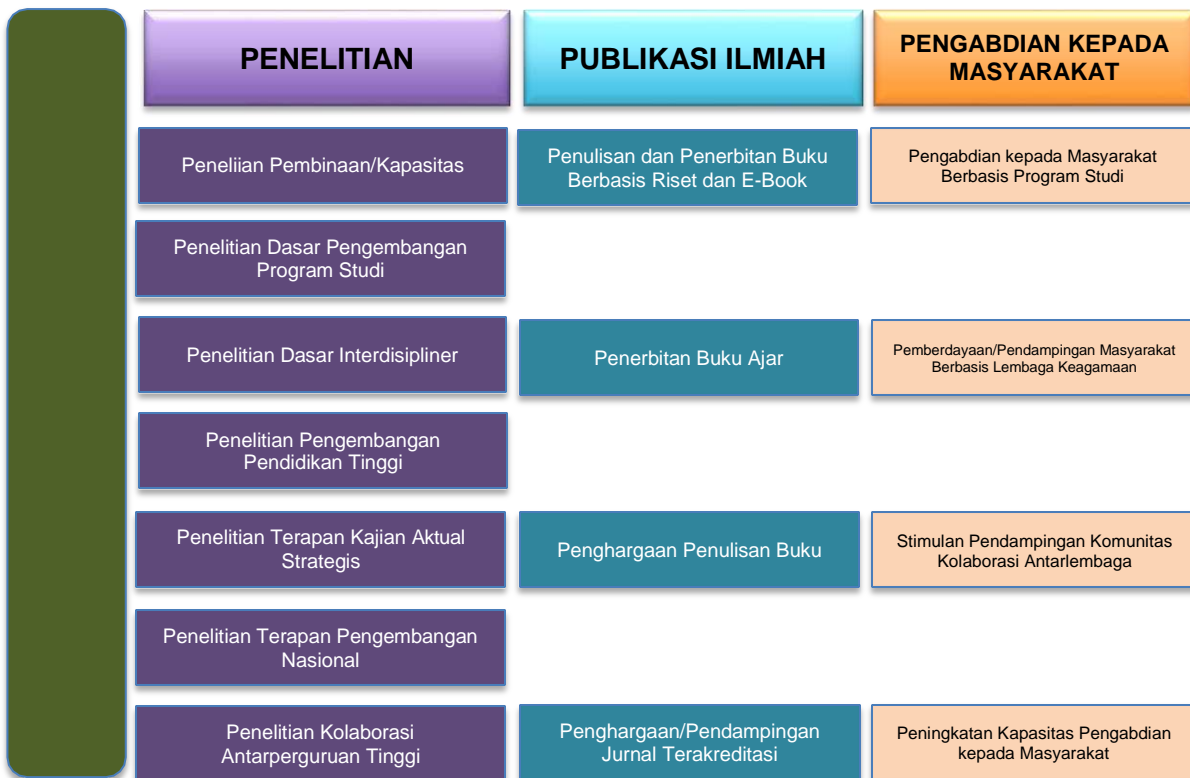 PENELITIAN
PUBLIKASI ILMIAH
PENGABDIAN KEPADA
MASYARAKAT
Peneliian Pembinaan/Kapasitas
Penulisan dan Penerbitan Buku
Berbasis Riset dan E-Book
Pengabdian kepada Masyarakat
Berbasis Program Studi
Penelitian Dasar Pengembangan
Program Studi
Penelitian Dasar Interdisipliner
Penerbitan Buku Ajar
Pemberdayaan/Pendampingan Masyarakat
Berbasis Lembaga Keagamaan
Penelitian Pengembangan
Pendidikan Tinggi
Penelitian Terapan Kajian Aktual
Strategis
Penghargaan Penulisan Buku
Stimulan Pendampingan Komunitas
Kolaborasi Antarlembaga
Penelitian Terapan Pengembangan
Nasional
Penelitian Kolaborasi
Antarperguruan Tinggi
Penghargaan/Pendampingan
Jurnal Terakreditasi
Peningkatan Kapasitas Pengabdian
kepada Masyarakat